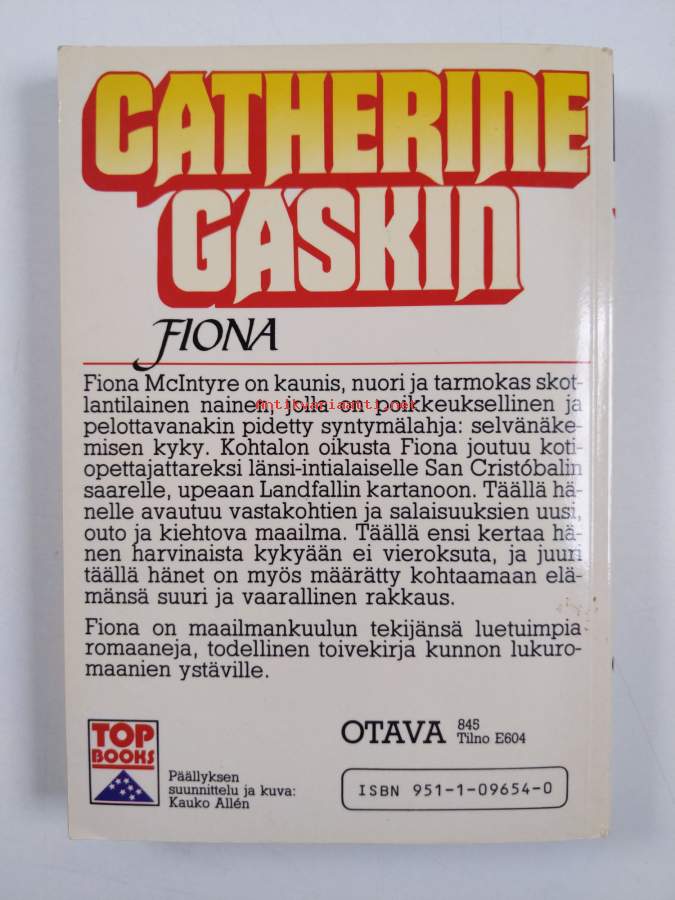 CATHERINE
GASKIN
FIONA
Fiona McIntyre on kaunis, nuori ja tarmokas skot-
lantilainen nainen, jolla on poikkeuksellinen ja
antikvariaatti.net
pelottavanakin pidetty syntymälahja: selvänäke-
misen kyky. Kohtalon oikusta Fiona joutuu koti-
opettajattareksi länsi-intialaiselle San Cristóbalin
saarelle, upeaan Landfallin kartanoon. Täällä hä-
nelle avautuu vastakohtien ja salaisuuksien uusi,
outo ja kiehtova maailma. Täällä ensi kertaa hä-
nen harvinaista kykyään ei vieroksuta, ja juuri
täällä hänet on myös määrätty kohtaamaan elä-
mänsä suuri ja vaarallinen rakkaus.
Fiona on maailmankuulun tekijänsä luetuimpia
romaaneja, todellinen toivekirja kunnon lukuro-
maanien ystäville.
TOP
BOOKS
Päällyksen
suunnittelu ja kuva:
Kauko Allén
OTAVA
845
Tilno E604
ISBN 951-1-09654-0